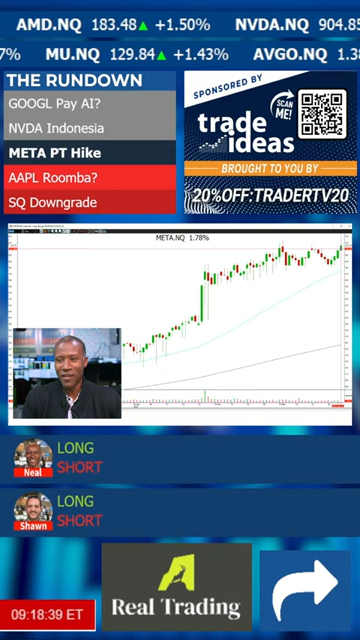 AMD.NQ 183.48 +1.50% NVDA.NQ 904.85
7% MU.NQ 129.84 +1.43% AVGO.NQ 1.38
THE RUNDOWN
GOOGL Pay AI?
NVDA Indonesia
META PT Hike
AAPL Roomba?
SQ Downgrade
SPONSORED BY
trade
ideas
SCAN
ME!
BROUGHT TO YOU BY
20%OFF:TRADERTV20
META.NQ 1.78%
LONG
SHORT
Neal
LONG
SHORT
Shawn
Real Trading
09:18:39 ET